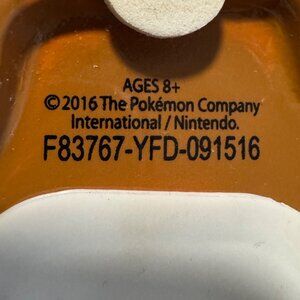 AGES 8+
© 2016 The Pokémon Company
International / Nintendo.
F83767-YFD-091516